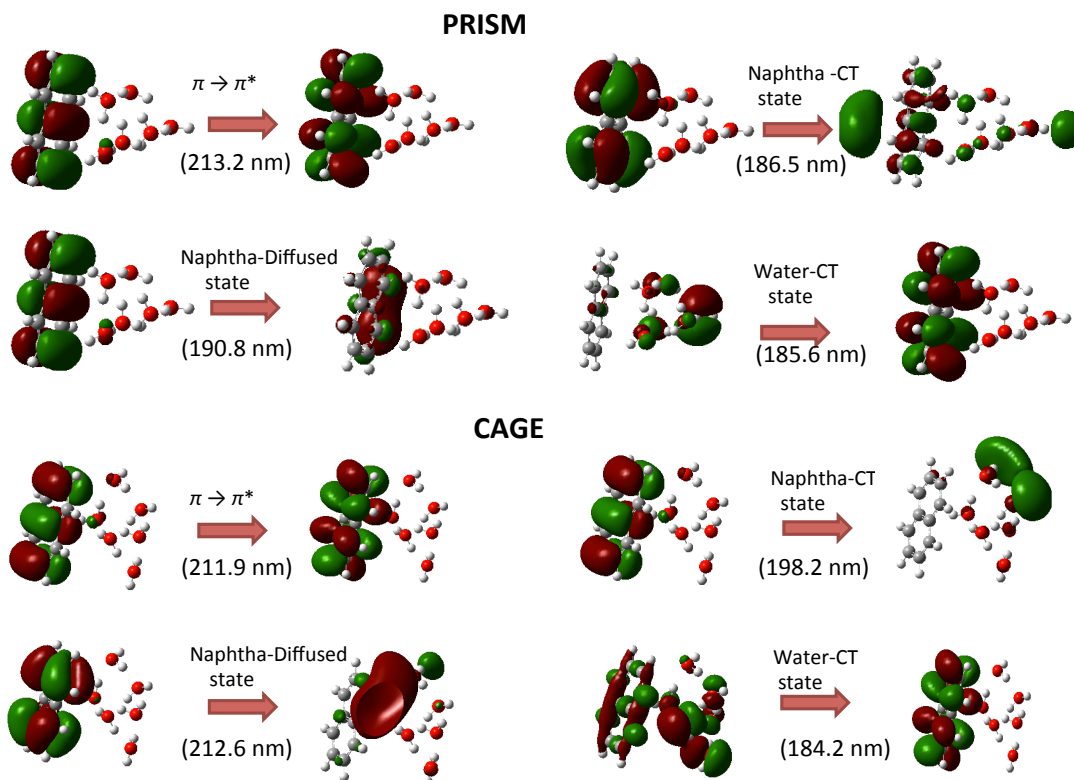 PRISM
π → π*
(213.2 nm)
Naphtha -CT
state
(186.5 nm)
Naphtha-Diffused
state
(190.8 nm)
Water-CT
state
(185.6 nm)
CAGE
π → π*
(211.9 nm)
Naphtha-CT
state
(198.2 nm)
Naphtha-Diffused
state
(212.6 nm)
Water-CT
state
(184.2 nm)